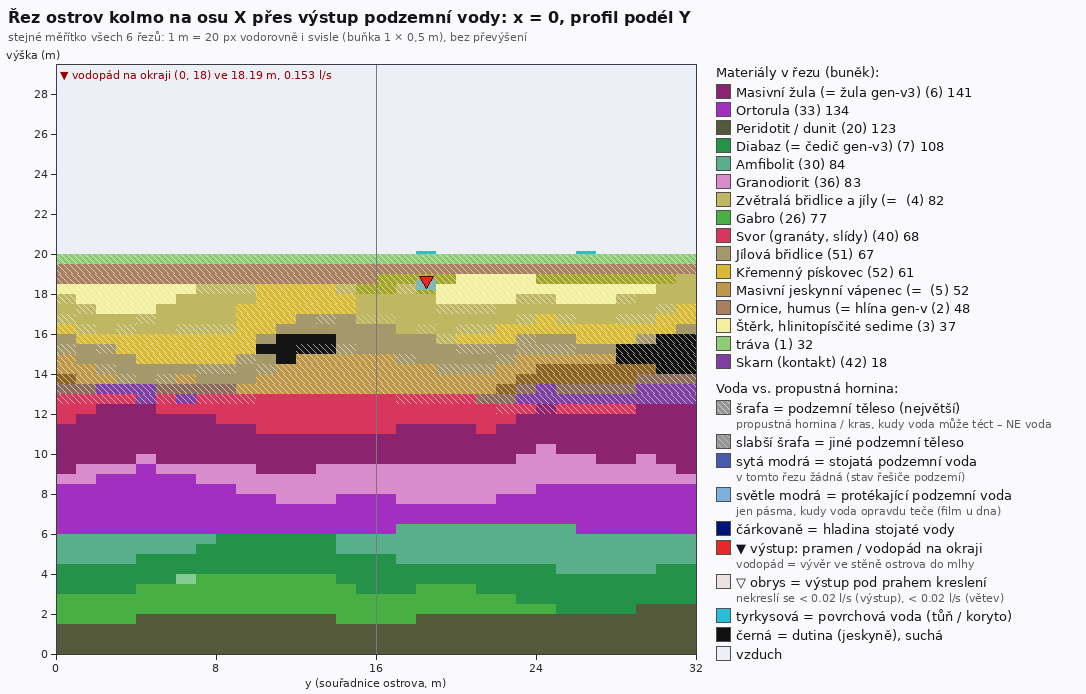 Řez ostrov kolmo na osu X přes výstup podzemní vody: x = 0, profil podél Y
stejné měřítko všech 6 řezů: 1 m = 20 px vodorovně i svisle (buňka 1 × 0,5 m), bez převýšení
výška (m)
▼ vodopád na okraji (0, 18) ve 18.19 m, 0.153 l/s
28
26
24
22
20
18
16
14
12
10
8
6
4
2
0
0 8 16 24 32
y (souřadnice ostrova, m)
Materiály v řezu (buněk):
Masivní žula (= žula gen-v3) (6) 141
Ortorula (33) 134
Peridotit / dunit (20) 123
Diabaz (= čedič gen-v3) (7) 108
Amfibolit (30) 84
Granodiorit (36) 83
Zvětralá břidlice a jíly (=  (4) 82
Gabro (26) 77
Svor (granáty, slídy) (40) 68
Jílová břidlice (51) 67
Křemenný pískovec (52) 61
Masivní jeskynní vápenec (=  (5) 52
Ornice, humus (= hlína gen-v (2) 48
Štěrk, hlinitopísčité sedime (3) 37
tráva (1) 32
Skarn (kontakt) (42) 18
Voda vs. propustná hornina:
šrafa = podzemní těleso (největší)
propustná hornina / kras, kudy voda může téct – NE voda
slabší šrafa = jiné podzemní těleso
sytá modrá = stojatá podzemní voda
v tomto řezu žádná (stav řešiče podzemí)
světle modrá = protékající podzemní voda
jen pásma, kudy voda opravdu teče (film u dna)
čárkovaně = hladina stojaté vody
▼ výstup: pramen / vodopád na okraji
vodopád = vývěr ve stěně ostrova do mlhy
▽ obrys = výstup pod prahem kreslení
nekreslí se < 0.02 l/s (výstup), < 0.02 l/s (větev)
tyrkysová = povrchová voda (tůň / koryto)
černá = dutina (jeskyně), suchá
vzduch